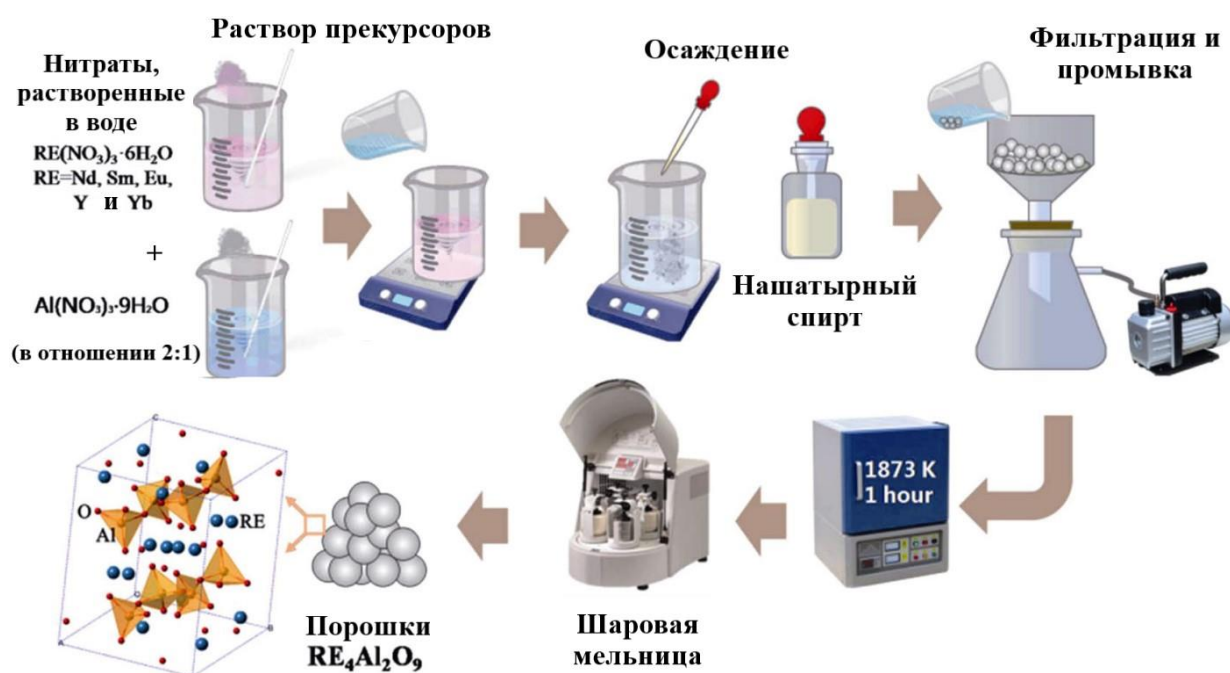 Раствор прекурсоров
Нитраты,
растворенные
в воде
RE(NO₃)₃·6H₂O
RE=Nd, Sm, Eu,
Y и Yb
+
Al(NO₃)₃·9H₂O
(в отношении 2:1)
Осаждение
Нашатырный
спирт
Фильтрация и
промывка
1873 K
1 hour
Шаровая
мельница
Порошки
RE₄Al₂O₉
C
O
Al
RE
O
A
B